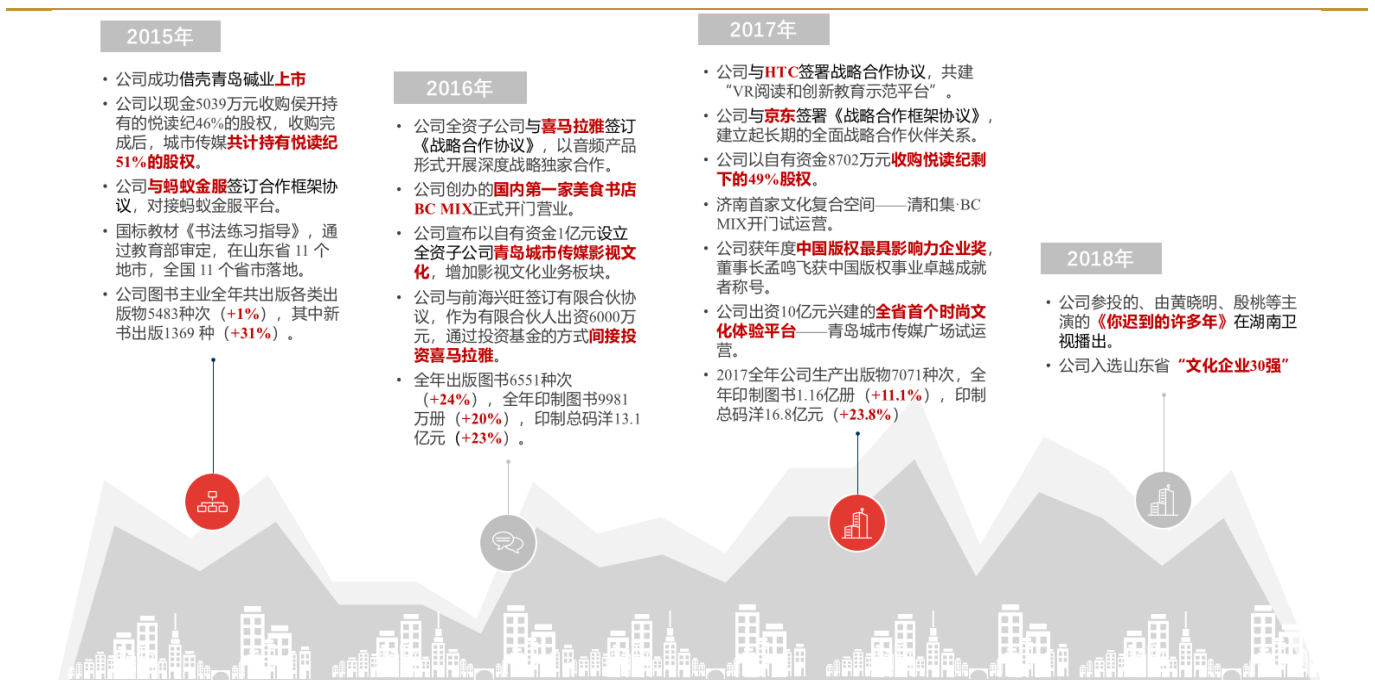 2015年
• 公司成功借壳青岛碱业上市
• 公司以现金5039万元收购侯开持
有的悦读纪46%的股权，收购完
成后，城市传媒共计持有悦读纪
51%的股权。
• 公司与蚂蚁金服签订合作框架协
议，对接蚂蚁金服平台。
• 国标教材《书法练习指导》，通
过教育部审定，在山东省 11 个
地市，全国 11 个省市落地。
• 公司图书主业全年共出版各类出
版物5483种次（+1%），其中新
书出版1369 种（+31%）。
2016年
• 公司全资子公司与喜马拉雅签订
《战略合作协议》，以音频产品
形式开展深度战略独家合作。
• 公司创办的国内第一家美食书店
BC MIX正式开门营业。
• 公司宣布以自有资金1亿元设立
全资子公司青岛城市传媒影视文
化，增加影视文化业务板块。
• 公司与前海兴旺签订有限合伙协
议，作为有限合伙人出资6000万
元，通过投资基金的方式间接投
资喜马拉雅。
• 全年出版图书6551种次
（+24%），全年印制图书9981
万册（+20%），印制总码洋13.1
亿元（+23%）。
2017年
• 公司与HTC签署战略合作协议，共建
“VR阅读和创新教育示范平台”。
• 公司与京东签署《战略合作框架协议》，
建立起长期的全面战略合作伙伴关系。
• 公司以自有资金8702万元收购悦读纪剩
下的49%股权。
• 济南首家文化复合空间——清和集·BC
MIX开门试运营。
• 公司获年度中国版权最具影响力企业奖，
董事长孟鸣飞获中国版权事业卓越成就
者称号。
• 公司出资10亿元兴建的全省首个时尚文
化体验平台——青岛城市传媒广场试运
营。
• 2017全年公司生产出版物7071种次，全
年印制图书1.16亿册（+11.1%），印制
总码洋16.8亿元（+23.8%）
2018年
• 公司参投的、由黄晓明、殷桃等主
演的《你迟到的许多年》在湖南卫
视播出。
• 公司入选山东省“文化企业30强”